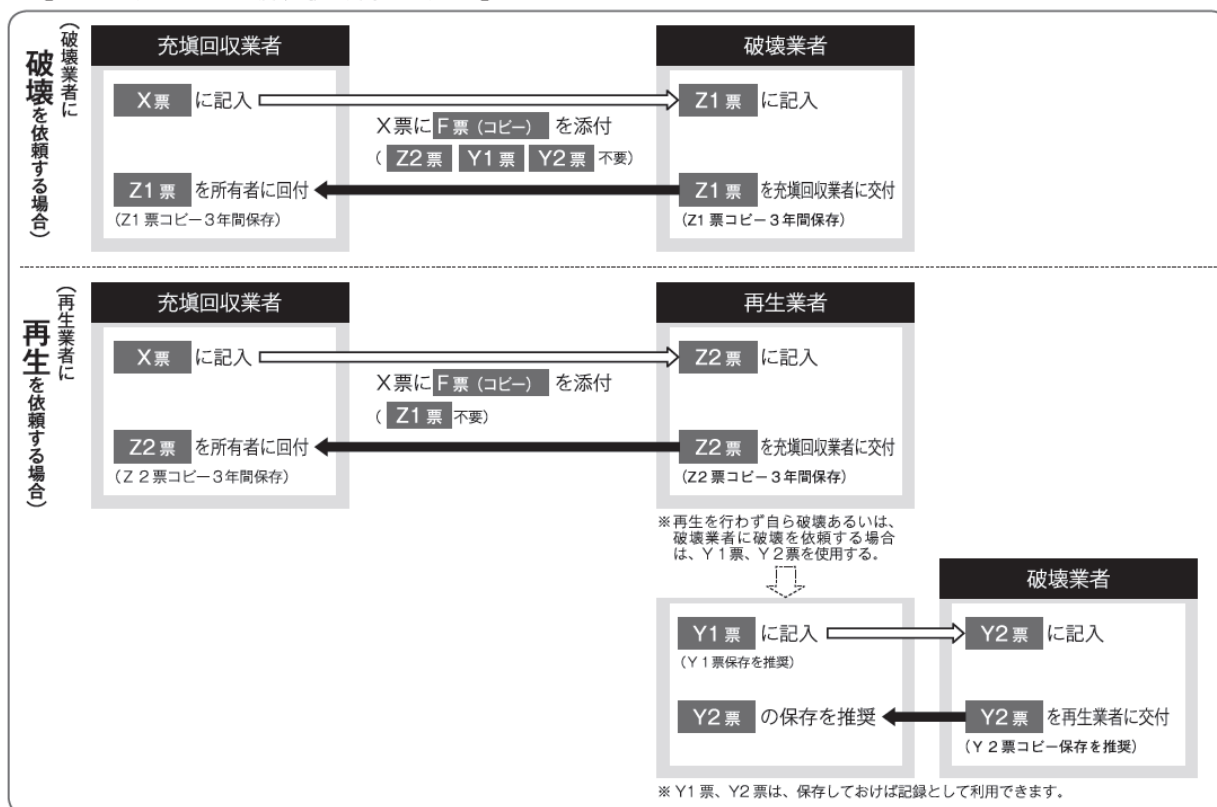 (破壊業者に
破壊を依頼する場合)
充塡回収業者
X票 に記入
Z1票 を所有者に回付
(Z1票コピー3年間保存)
X票に F票(コピー) を添付
( Z2票 Y1票 Y2票 不要)
破壊業者
Z1票 に記入
Z1票 を充塡回収業者に交付
(Z1票コピー3年間保存)
(再生業者に
再生を依頼する場合)
充塡回収業者
X票 に記入
Z2票 を所有者に回付
(Z2票コピー3年間保存)
X票に F票(コピー) を添付
( Z1票 不要)
再生業者
Z2票 に記入
Z2票 を充塡回収業者に交付
(Z2票コピー3年間保存)
※再生を行わず自ら破壊あるいは、
破壊業者に破壊を依頼する場合
は、Y1票、Y2票を使用する。
Y1票 に記入
(Y1票保存を推奨)
Y2票 の保存を推奨
破壊業者
Y2票 に記入
Y2票 を再生業者に交付
(Y2票コピー保存を推奨)
※Y1票、Y2票は、保存しておけば記録として利用できます。